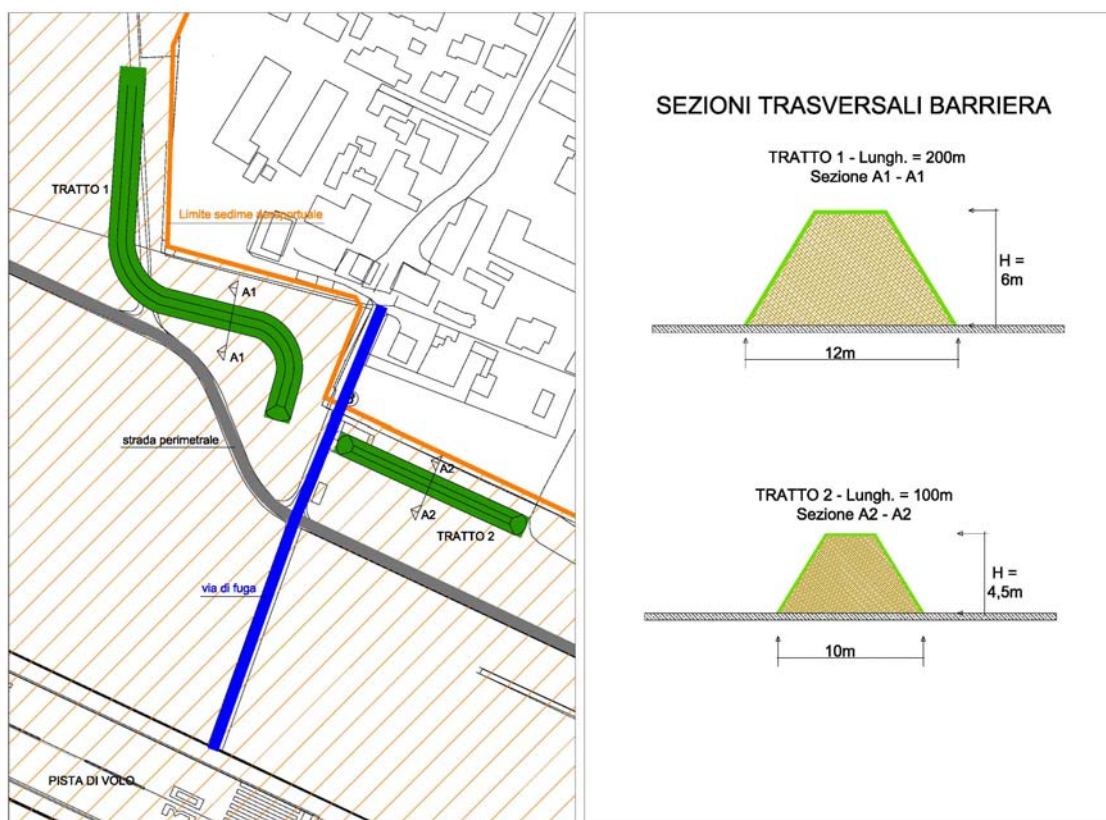 TRATTO 1
Limite sedime aeroportuale
A1
A1
strada perimetrale
A2
A2
TRATTO 2
via di fuga
PISTA DI VOLO
SEZIONI TRASVERSALI BARRIERA
TRATTO 1 - Lungh. = 200m
Sezione A1 - A1
H =
6m
12m
TRATTO 2 - Lungh. = 100m
Sezione A2 - A2
H =
4,5m
10m